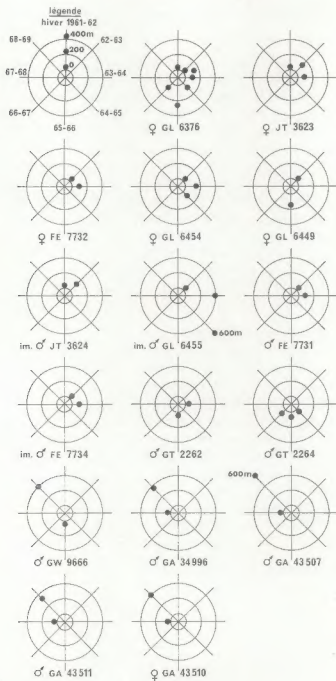 légende
hiver 1961-62
400m
68-69
62-63
200
0
67-68
63-64
66-67
64-65
65-66
♀ GL 6376
♀ JT 3623
♀ FE 7732
♀ GL 6454
♀ GL 6449
im. ♂ JT 3624
600m
im. ♂ GL 6455
♂ FE 7731
im. ♂ FE 7734
♂ GT 2262
♂ GT 2264
600m
♂ GW 9666
♂ GA 34996
♂ GA 43507
♂ GA 43511
♀ GA 43510